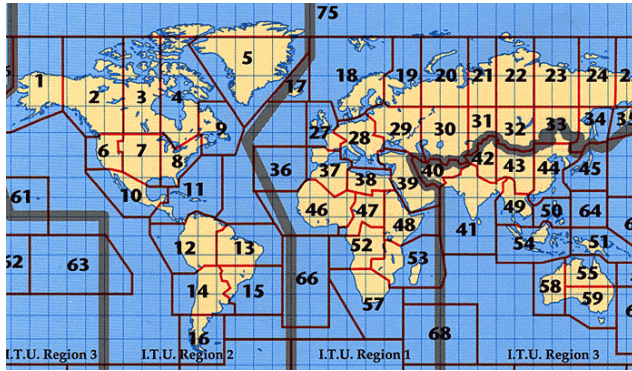 75
5
18 19 20 21 22 23 24
1 2 3 4
17
9
6 7 8
27 28 29 30 31 32 33 34 35
36 37 38 39 40 42 43 44 45
61 10 11
46 47 48 41 49 50 64
12 13 52 53 54 51
62 63 66
14 15 57 58 55 59
16 68
I.T.U. Region 3 I.T.U. Region 2 I.T.U. Region 1 I.T.U. Region 3